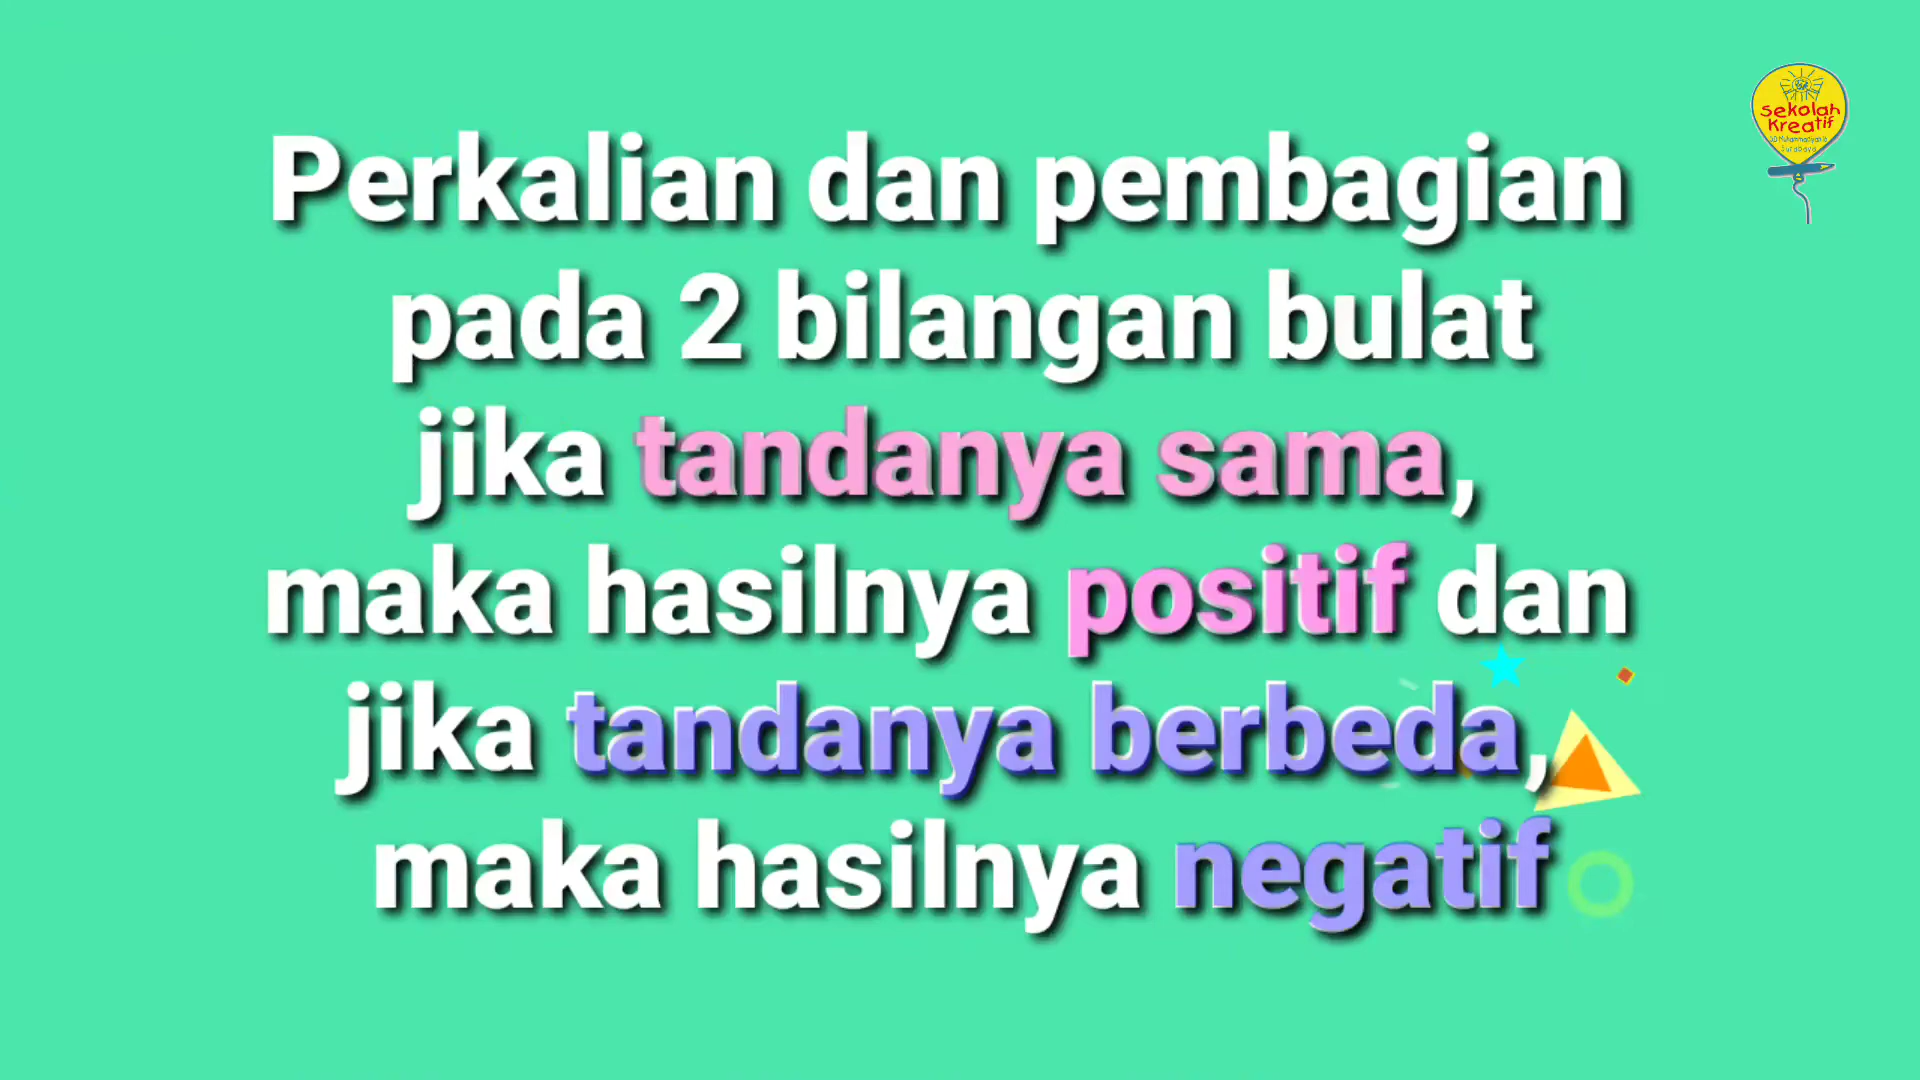 Perkalian dan pembagian
pada 2 bilangan bulat
jika tandanya sama,
maka hasilnya positif dan
jika tandanya berbeda,
maka hasilnya negatif
Sekolah
Kreatif
Surabaya